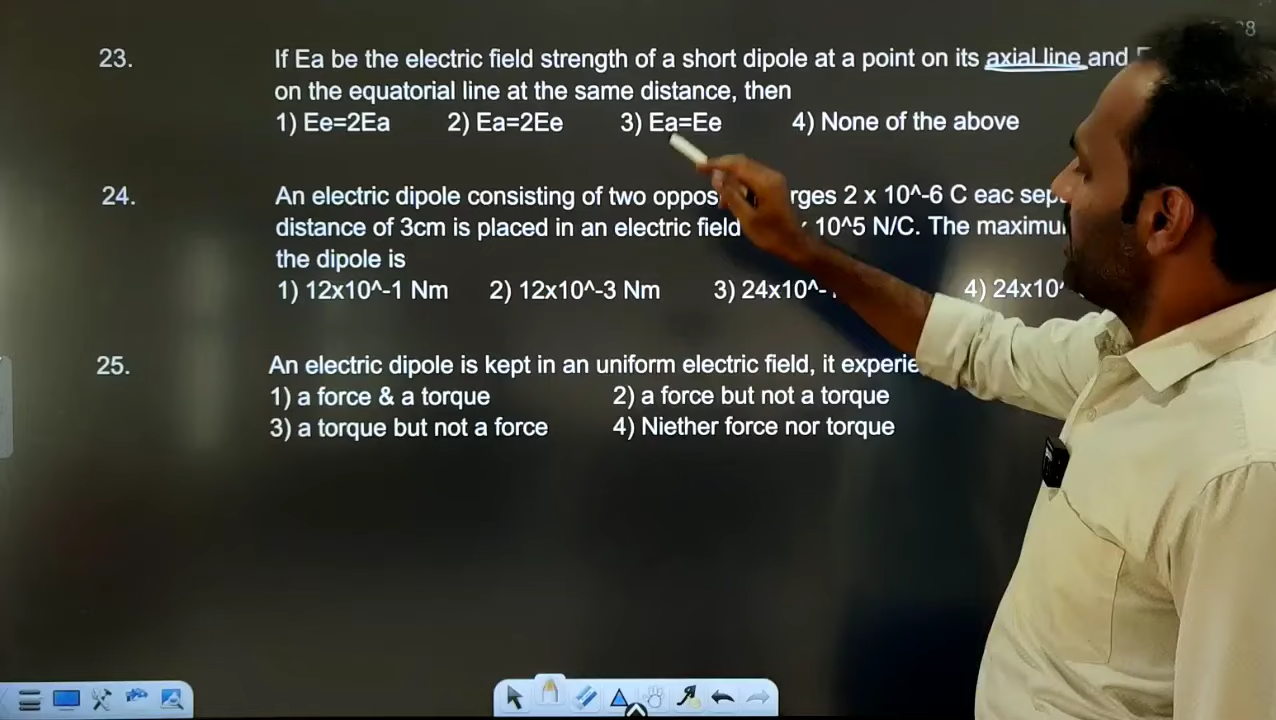 23. If Ea be the electric field strength of a short dipole at a point on its axial line and
on the equatorial line at the same distance, then
1) Ee=2Ea 2) Ea=2Ee 3) Ea=Ee 4) None of the above
24. An electric dipole consisting of two 2 x 10^-6 C eac
distance of 3cm is placed in an electric field 10^5 N/C. The
the dipole is
1) 12x10^-1 Nm 2) 12x10^-3 Nm 3) 24x10^- 4) 24x10
25. An electric dipole is kept in an uniform electric field, it
1) a force & a torque 2) a force but not a torque
3) a torque but not a force 4) Niether force nor torque